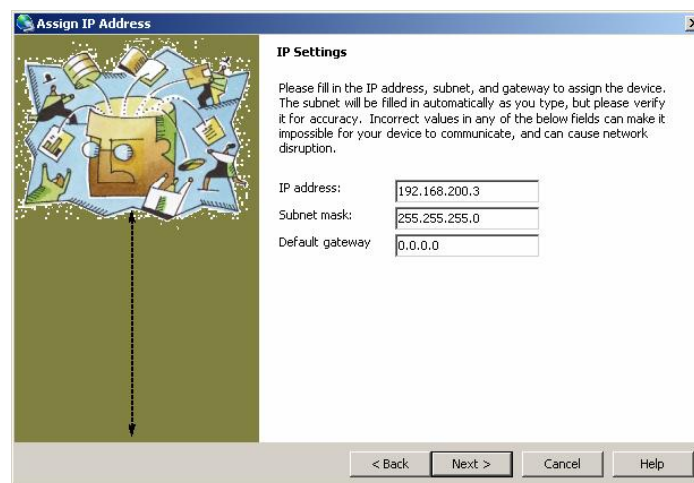 Assign IP Address
IP Settings
Please fill in the IP address, subnet, and gateway to assign the device.
The subnet will be filled in automatically as you type, but please verify
it for accuracy. Incorrect values in any of the below fields can make it
impossible for your device to communicate, and can cause network
disruption.
IP address: 192.168.200.3
Subnet mask: 255.255.255.0
Default gateway 0.0.0.0
< Back Next > Cancel Help